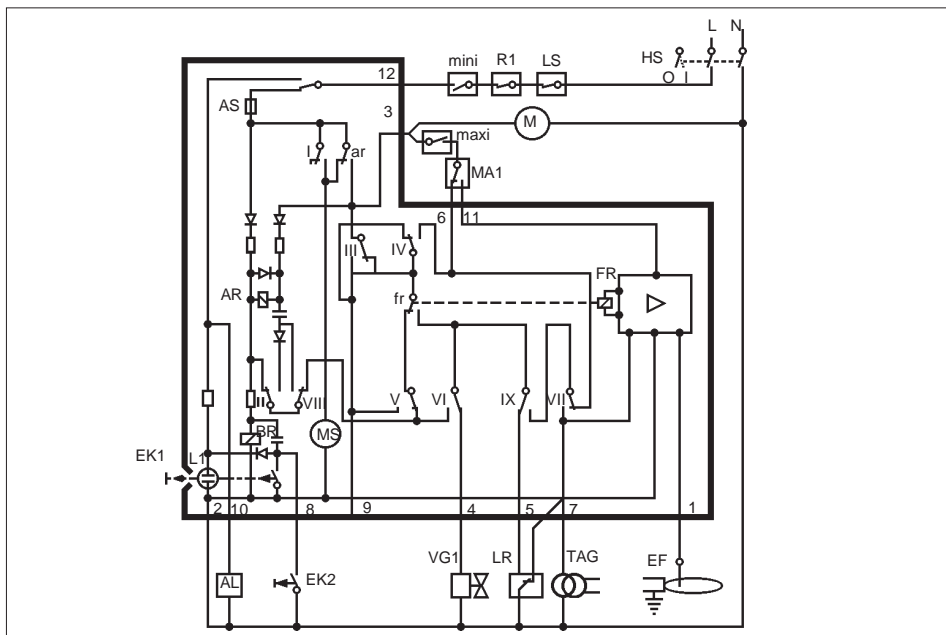 L N
mini R1 LS HS
O I
12
AS
3
M
maxi
I ar
MA1
6 11
III IV
FR
AR
fr
II VIII
V VI IX VII
BR
MS
EK1 L1
2 10 8 9 4 5 7 1
AL EK2 VG1 LR TAG EF